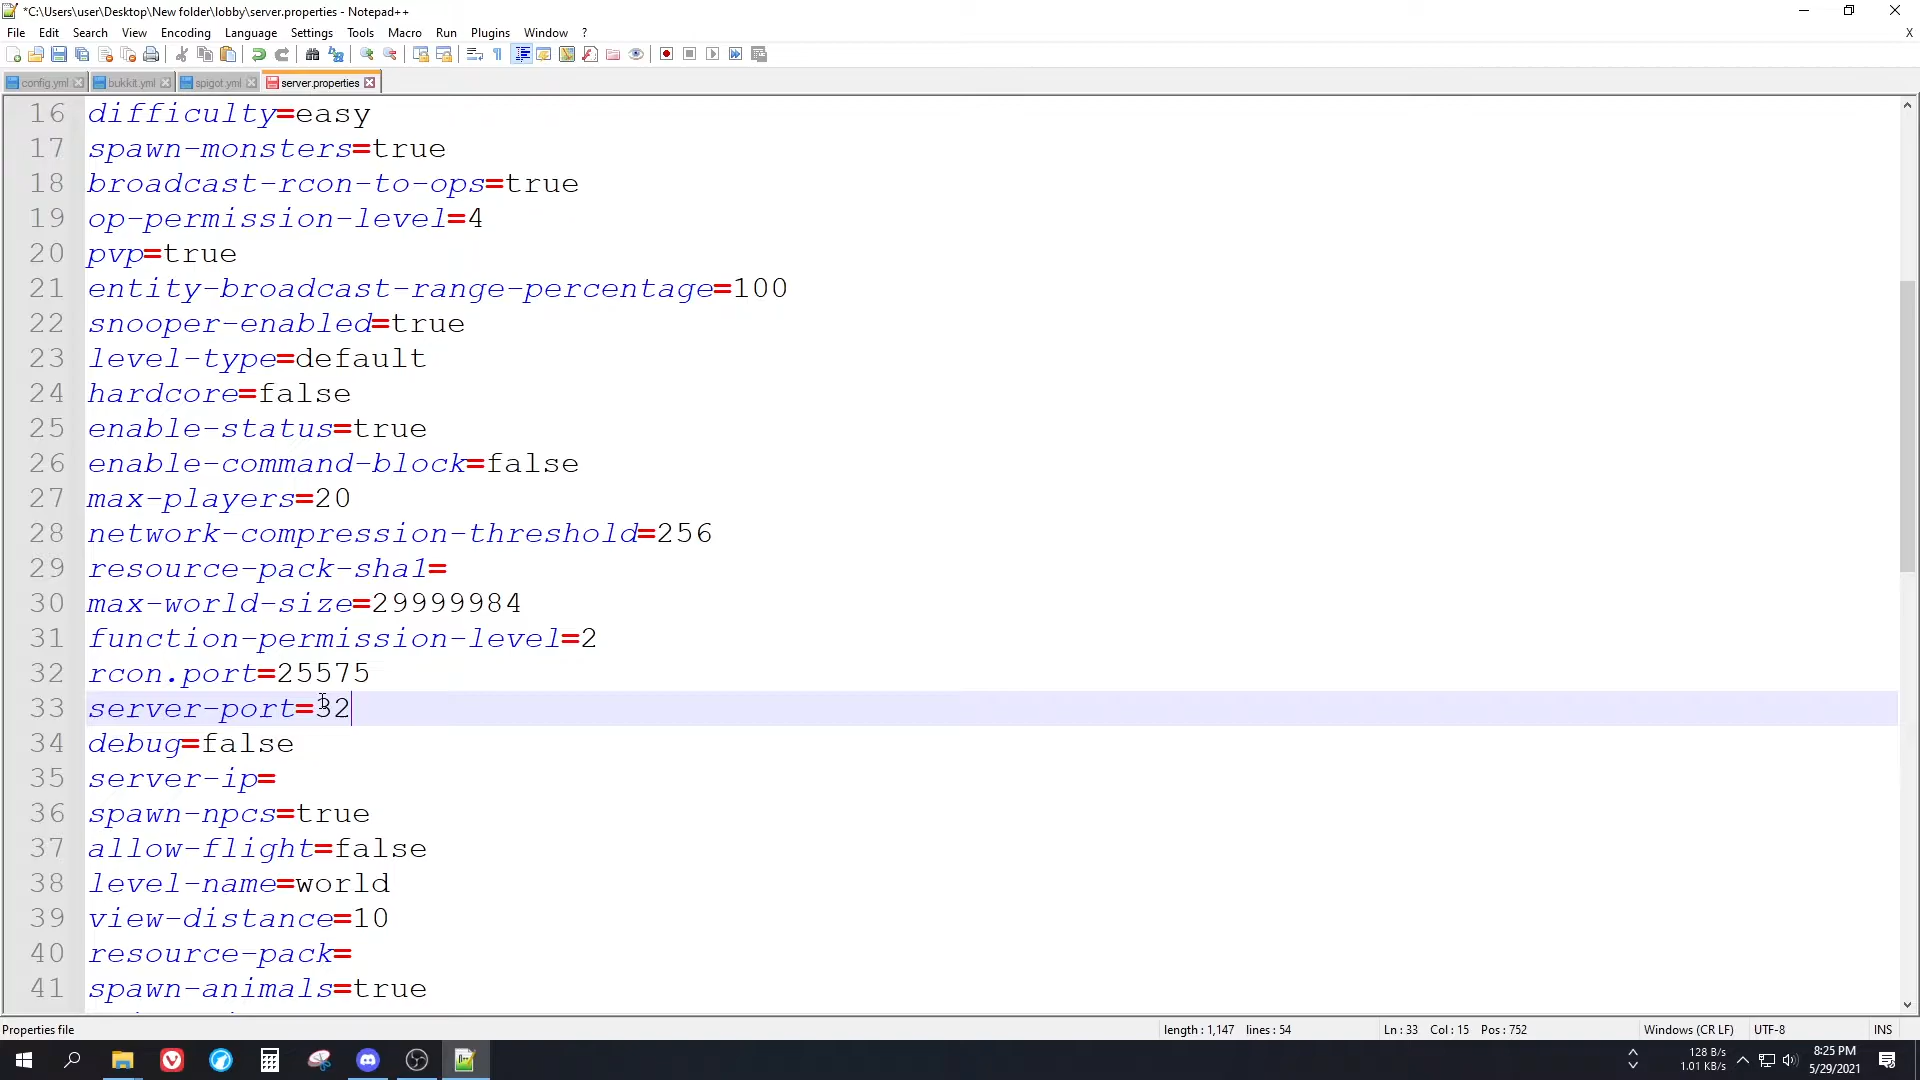 *C:\Users\user\Desktop\New folder\lobby\server.properties - Notepad++
File Edit Search View Encoding Language Settings Tools Macro Run Plugins Window ? X
config.yml bukkit.yml spigot.yml server.properties
16 difficulty=easy
17 spawn-monsters=true
18 broadcast-rcon-to-ops=true
19 op-permission-level=4
20 pvp=true
21 entity-broadcast-range-percentage=100
22 snooper-enabled=true
23 level-type=default
24 hardcore=false
25 enable-status=true
26 enable-command-block=false
27 max-players=20
28 network-compression-threshold=256
29 resource-pack-sha1=
30 max-world-size=29999984
31 function-permission-level=2
32 rcon.port=25575
33 server-port=32
34 debug=false
35 server-ip=
36 spawn-npcs=true
37 allow-flight=false
38 level-name=world
39 view-distance=10
40 resource-pack=
41 spawn-animals=true
Properties file length : 1,147 lines : 54 Ln : 33 Col : 15 Pos : 752 Windows (CR LF) UTF-8 INS
128 B/s 8:25 PM
1.01 KB/s 5/29/2021